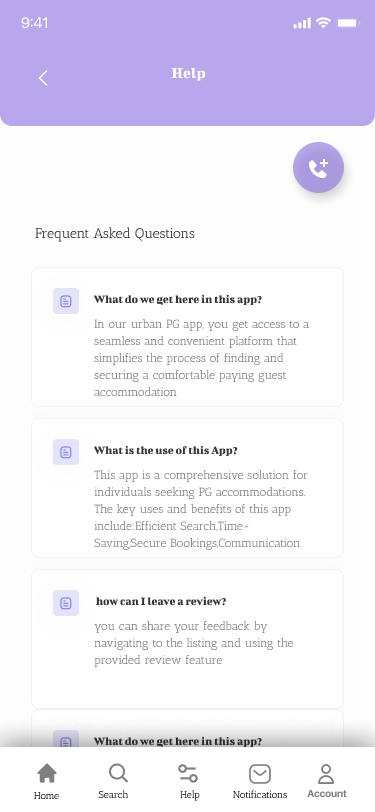 9:41
Help
Frequent Asked Questions
What do we get here in this app?
In our urban PG app, you get access to a
seamless and convenient platform that
simplifies the process of finding and
securing a comfortable paying guest
accommodation
What is the use of this App?
This app is a comprehensive solution for
individuals seeking PG accommodations.
The key uses and benefits of this app
include:Efficient Search,Time-
Saving,Secure Bookings,Communication
how can I leave a review?
you can share your feedback by
navigating to the listing and using the
provided review feature
What do we get here in this app?
Home Search Help Notifications Account